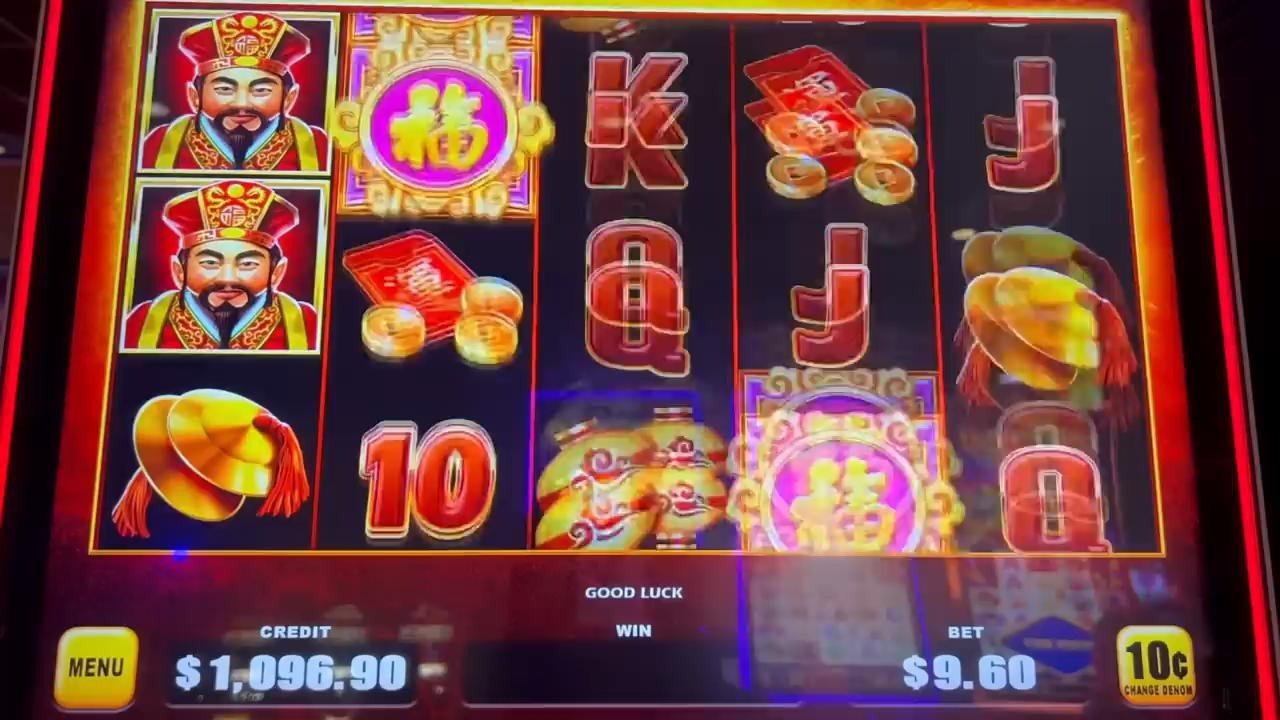 福
K
J
Q
J
10
福
Q
GOOD LUCK
CREDIT
WIN
BET
MENU
$1,096.90
$9.60
10¢
CHANGE DENOM